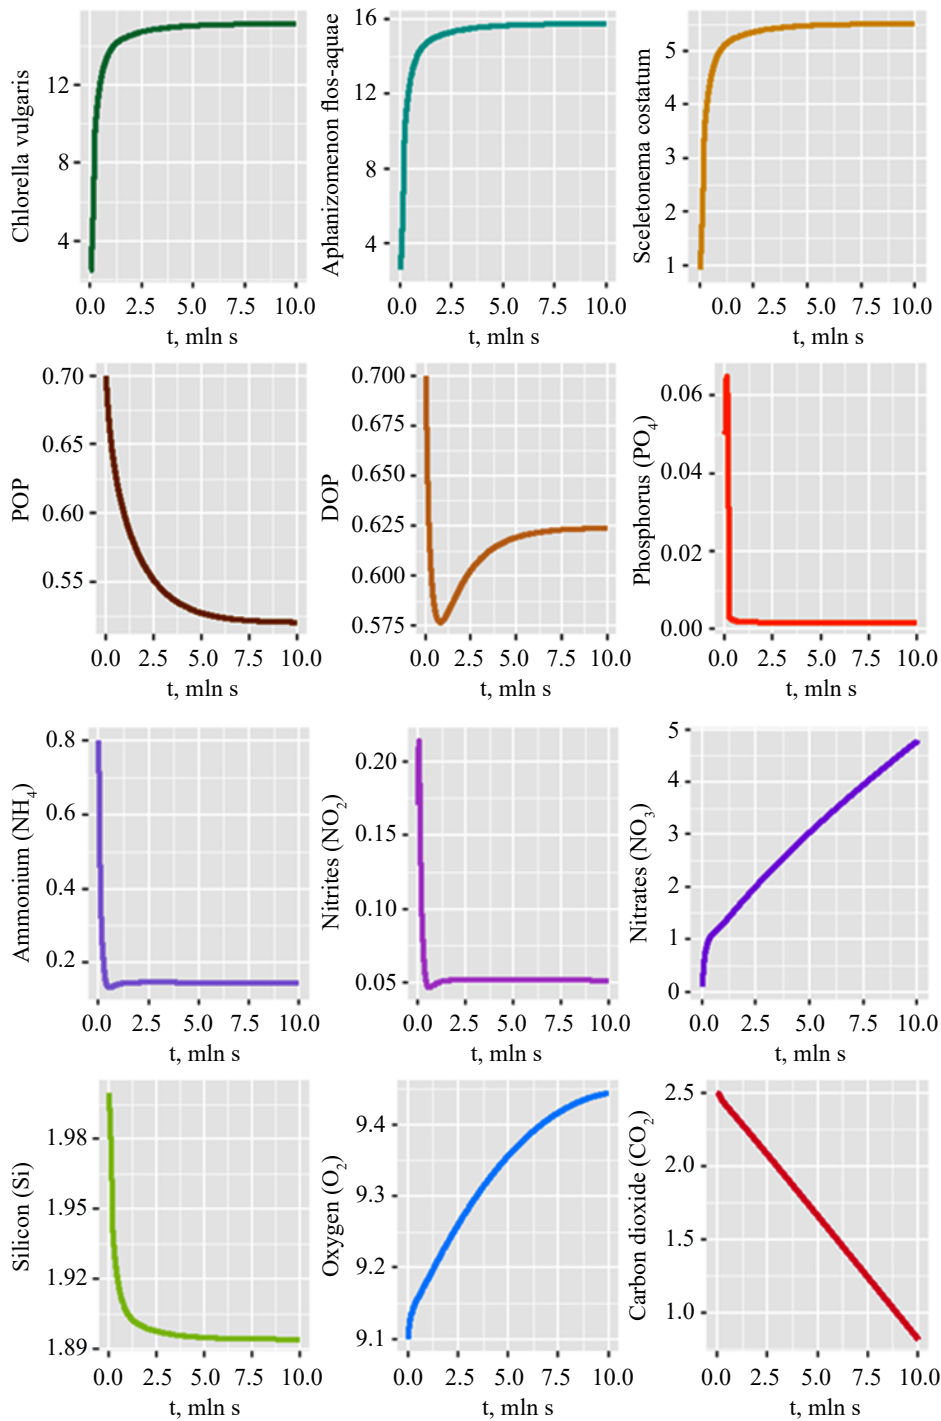 Chlorella vulgaris
12
8
4
0.0 2.5 5.0 7.5 10.0
t, mln s
Aphanizomenon flos-aquae
16
12
8
4
0.0 2.5 5.0 7.5 10.0
t, mln s
Sceletonema costatum
5
4
3
2
1
0.0 2.5 5.0 7.5 10.0
t, mln s
POP
0.70
0.65
0.60
0.55
0.0 2.5 5.0 7.5 10.0
t, mln s
DOP
0.700
0.675
0.650
0.625
0.600
0.575
0.0 2.5 5.0 7.5 10.0
t, mln s
Phosphorus (PO₄)
0.06
0.04
0.02
0.00
0.0 2.5 5.0 7.5 10.0
t, mln s
Ammonium (NH₄)
0.8
0.6
0.4
0.2
0.0 2.5 5.0 7.5 10.0
t, mln s
Nitrites (NO₂)
0.20
0.15
0.10
0.05
0.0 2.5 5.0 7.5 10.0
t, mln s
Nitrates (NO₃)
5
4
3
2
1
0
0.0 2.5 5.0 7.5 10.0
t, mln s
Silicon (Si)
1.98
1.95
1.92
1.89
0.0 2.5 5.0 7.5 10.0
t, mln s
Oxygen (O₂)
9.4
9.3
9.2
9.1
0.0 2.5 5.0 7.5 10.0
t, mln s
Carbon dioxide (CO₂)
2.5
2.0
1.5
1.0
0.0 2.5 5.0 7.5 10.0
t, mln s